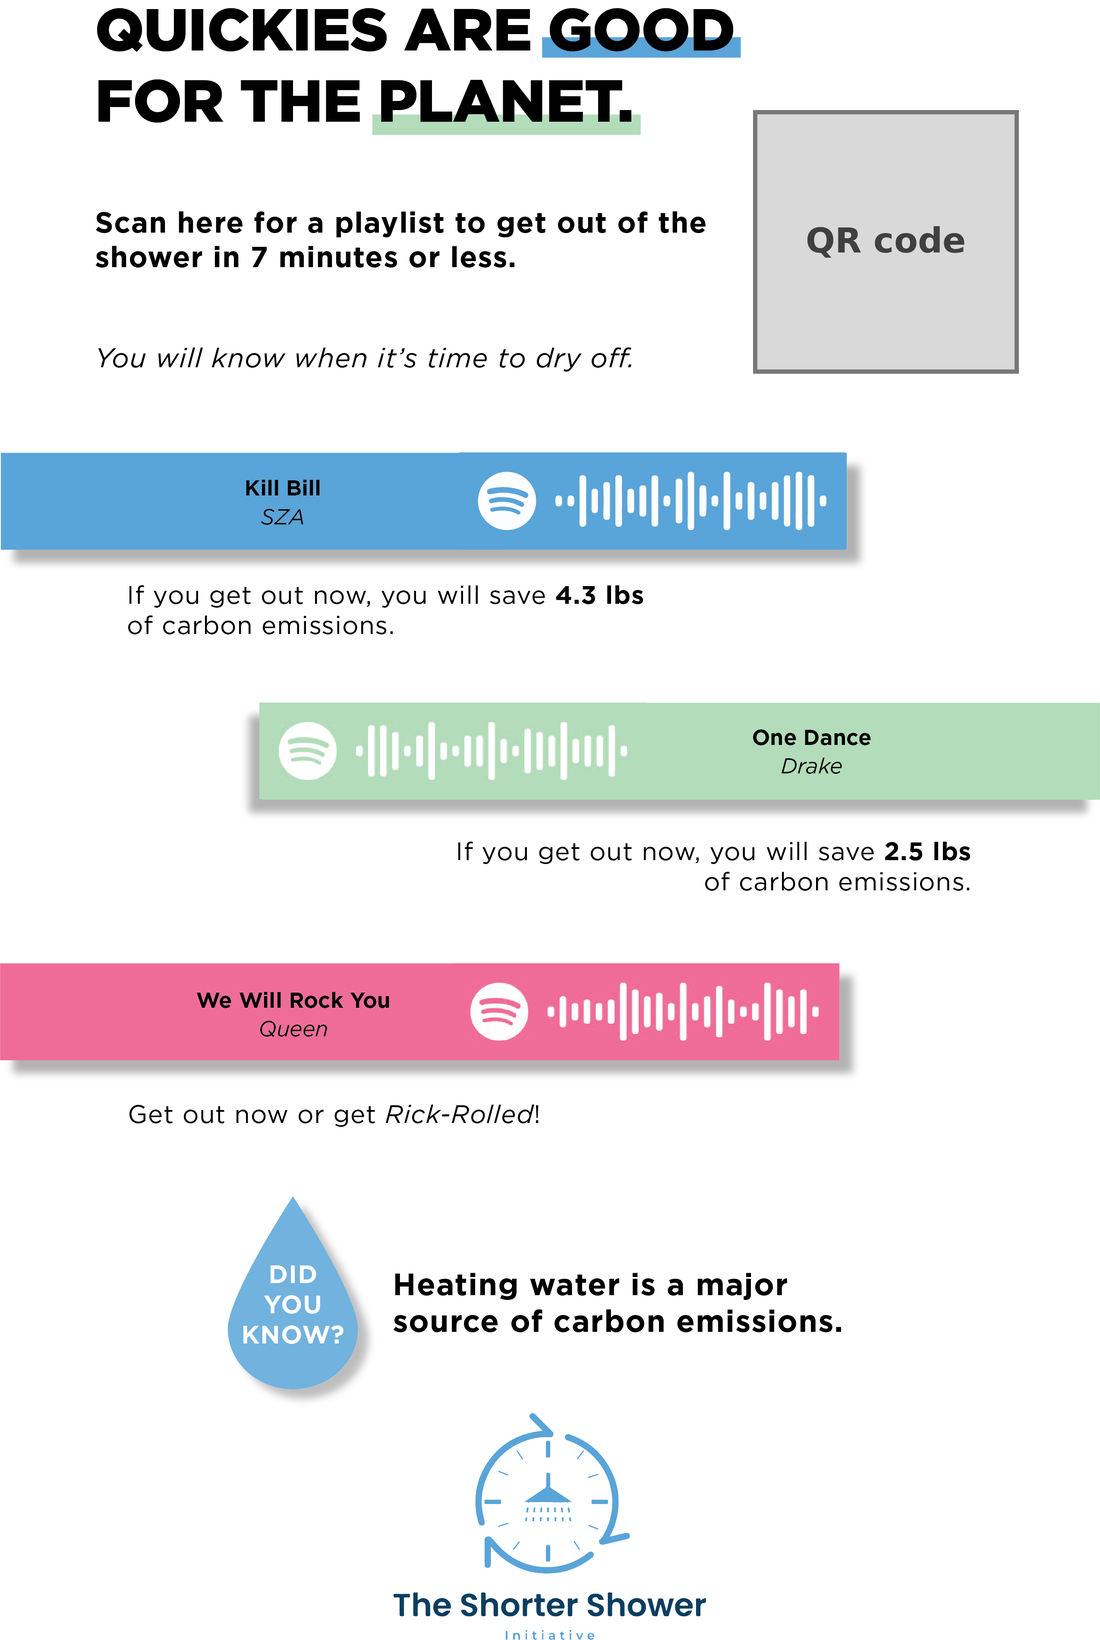 QUICKIES ARE GOOD
FOR THE PLANET.
Scan here for a playlist to get out of the
shower in 7 minutes or less.
QR code
You will know when it’s time to dry off.
Kill Bill
SZA
If you get out now, you will save 4.3 lbs
of carbon emissions.
One Dance
Drake
If you get out now, you will save 2.5 lbs
of carbon emissions.
We Will Rock You
Queen
Get out now or get Rick-Rolled!
DID
YOU
KNOW?
Heating water is a major
source of carbon emissions.
The Shorter Shower
Initiative